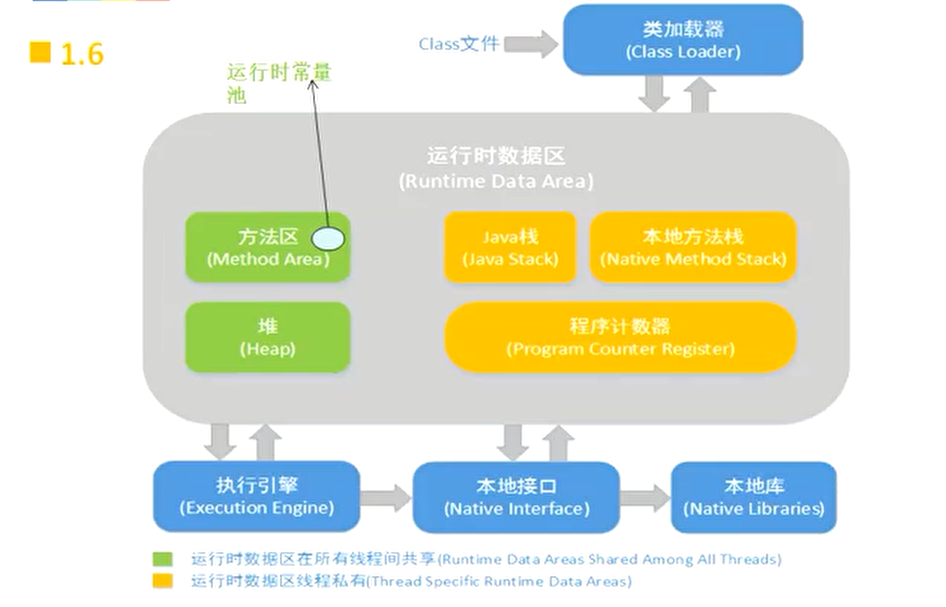 1.6
Class文件
类加载器
(Class Loader)
运行时常量
池
运行时数据区
(Runtime Data Area)
方法区
(Method Area)
Java栈
(Java Stack)
本地方法栈
(Native Method Stack)
堆
(Heap)
程序计数器
(Program Counter Register)
执行引擎
(Execution Engine)
本地接口
(Native Interface)
本地库
(Native Libraries)
运行时数据区在所有线程间共享(Runtime Data Areas Shared Among All Threads)
运行时数据区线程私有(Thread Specific Runtime Data Areas)